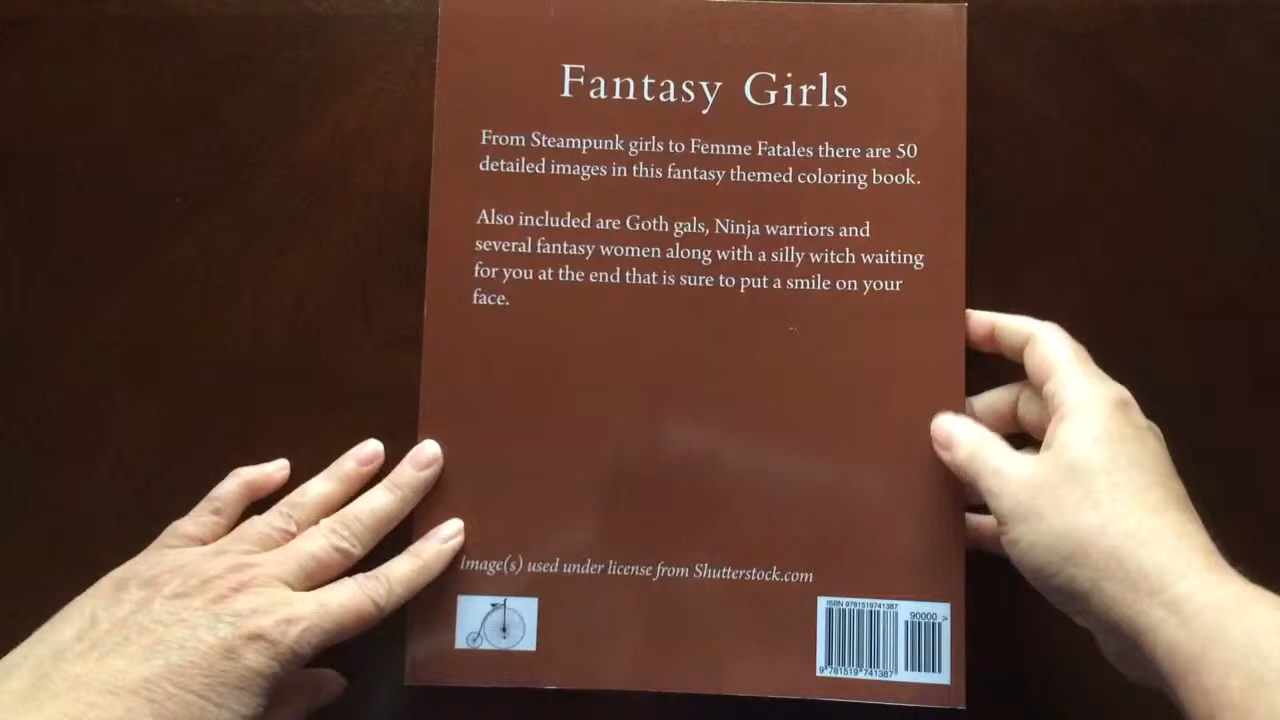 Fantasy Girls
From Steampunk girls to Femme Fatales there are 50
detailed images in this fantasy themed coloring book.
Also included are Goth gals, Ninja warriors and
several fantasy women along with a silly witch waiting
for you at the end that is sure to put a smile on your
face.
Image(s) used under license from Shutterstock.com
ISBN 9781519741387
90000 >
9 781519 741387